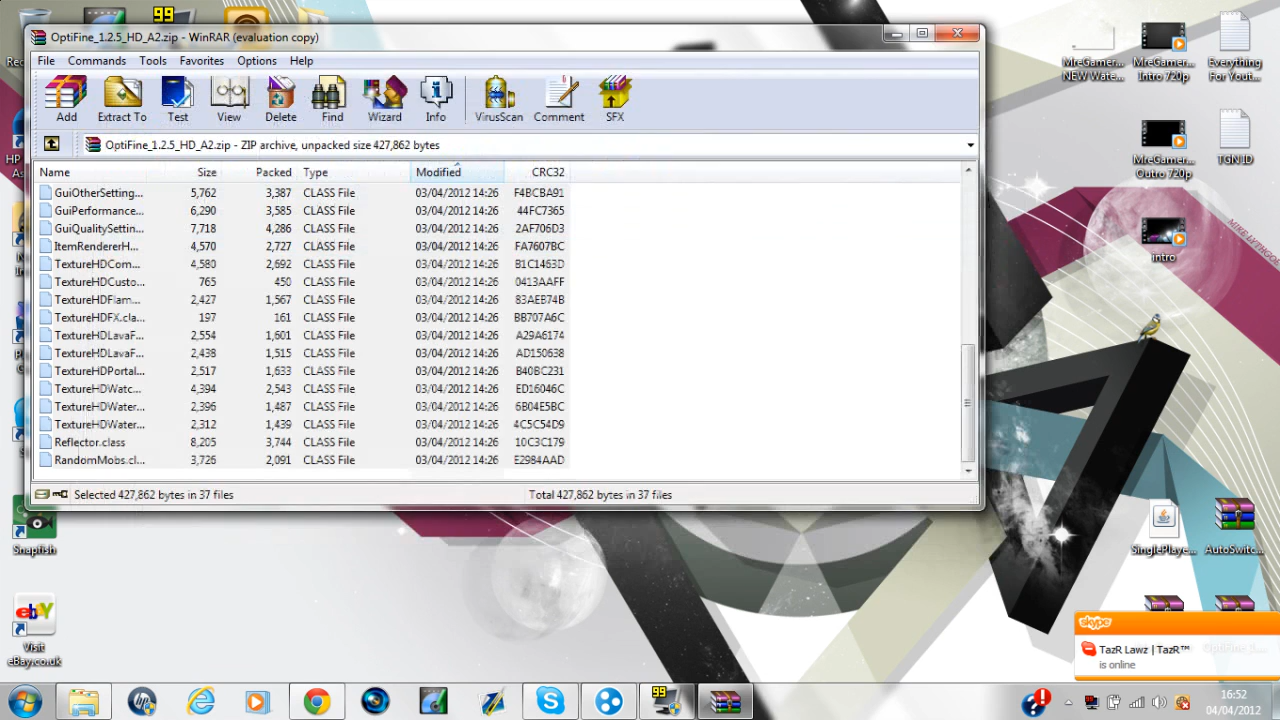 99
OptiFine_1.2.5_HD_A2.zip - WinRAR (evaluation copy)
File Commands Tools Favorites Options Help
Add Extract To Test View Delete Find Wizard Info VirusScan Comment SFX
OptiFine_1.2.5_HD_A2.zip - ZIP archive, unpacked size 427,862 bytes
Name Size Packed Type Modified CRC32
GuiOtherSetting... 5,762 3,387 CLASS File 03/04/2012 14:26 F4BCBA91
GuiPerformance... 6,290 3,585 CLASS File 03/04/2012 14:26 44FC7365
GuiQualitySettin... 7,718 4,286 CLASS File 03/04/2012 14:26 2AF706D3
ItemRendererH... 4,570 2,727 CLASS File 03/04/2012 14:26 FA7607BC
TextureHDCom... 4,580 2,692 CLASS File 03/04/2012 14:26 B1C1453D
TextureHDCusto... 765 450 CLASS File 03/04/2012 14:26 0413AAFF
TextureHDFlam... 2,427 1,567 CLASS File 03/04/2012 14:26 83AEB74B
TextureHDFX.cla... 197 161 CLASS File 03/04/2012 14:26 BB707A6C
TextureHDLavaF... 2,554 1,601 CLASS File 03/04/2012 14:26 A29A6174
TextureHDLavaF... 2,438 1,515 CLASS File 03/04/2012 14:26 AD150638
TextureHDPortal... 2,517 1,633 CLASS File 03/04/2012 14:26 B40BC231
TextureHDWatc... 4,394 2,543 CLASS File 03/04/2012 14:26 ED16046C
TextureHDWater... 2,396 1,487 CLASS File 03/04/2012 14:26 6B04E5BC
TextureHDWater... 2,312 1,439 CLASS File 03/04/2012 14:26 4C5C54D9
Reflector.class 8,205 3,744 CLASS File 03/04/2012 14:26 10C3C179
RandomMobs.cl... 3,726 2,091 CLASS File 03/04/2012 14:26 E2984AAD
Selected 427,862 bytes in 37 files Total 427,862 bytes in 37 files
MreGamer... NEW Wate...
MreGamer... Intro 720p
Everything For Yout...
MreGamer... Outro 720p
TGN.ID
intro
SinglePlaye...
AutoSwitc...
HP
Snapfish
ebY
Visit
eBay.co.uk
skype
TazR Lawz | TazR™
is online
99
16:52
04/04/2012